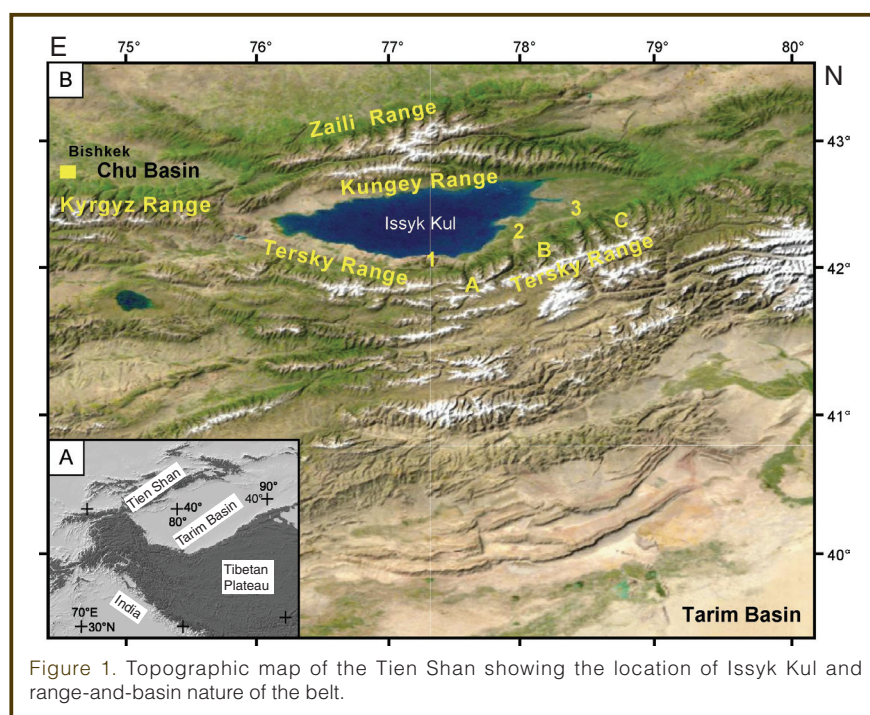 E
75° 76° 77° 78° 79° 80°
B
N
Zaili Range
43°
Bishkek
Chu Basin
Kungey Range
Kyrgyz Range
Issyk Kul
3
C
2
B
Tersky Range
1
Tersky Range
42°
A
41°
A
Tien Shan
90°
40°
40°
80°
Tarim Basin
Tibetan
Plateau
India
70°E
30°N
40°
Tarim Basin
Figure 1. Topographic map of the Tien Shan showing the location of Issyk Kul and
range-and-basin nature of the belt.